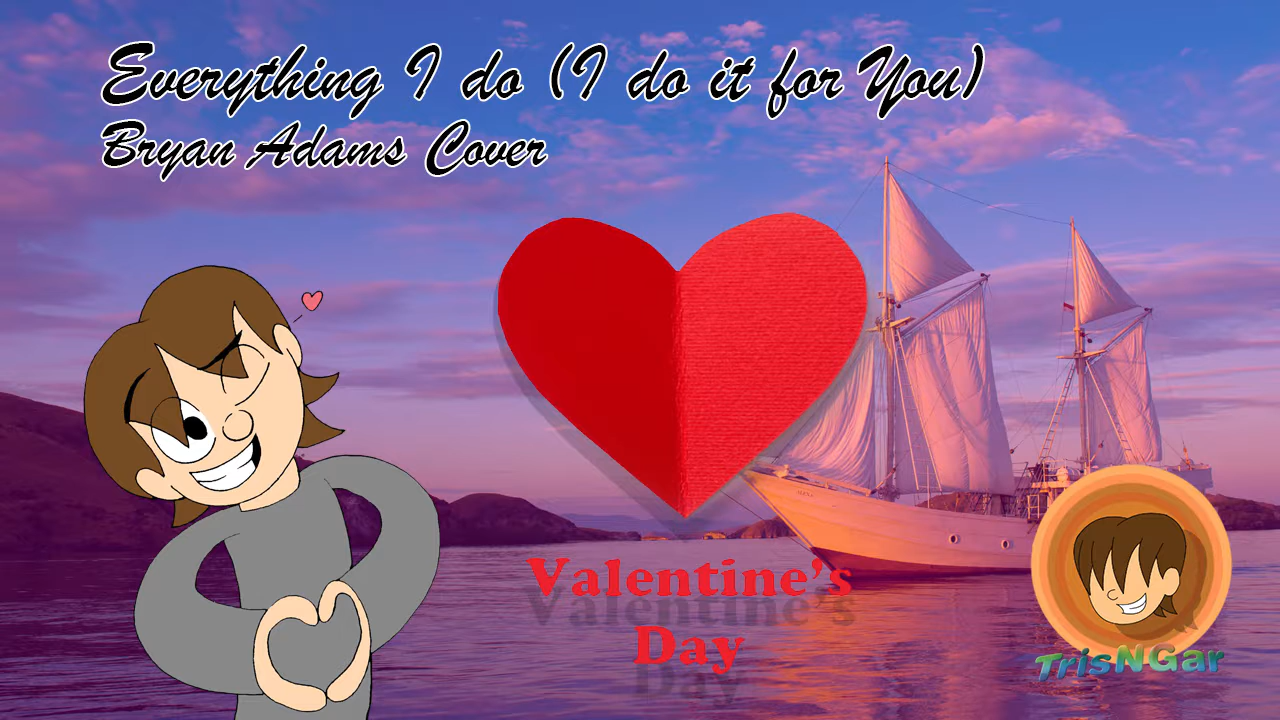 Everything I do (I do it for You)
Bryan Adams Cover
Valentine's
Day
TrisNGar